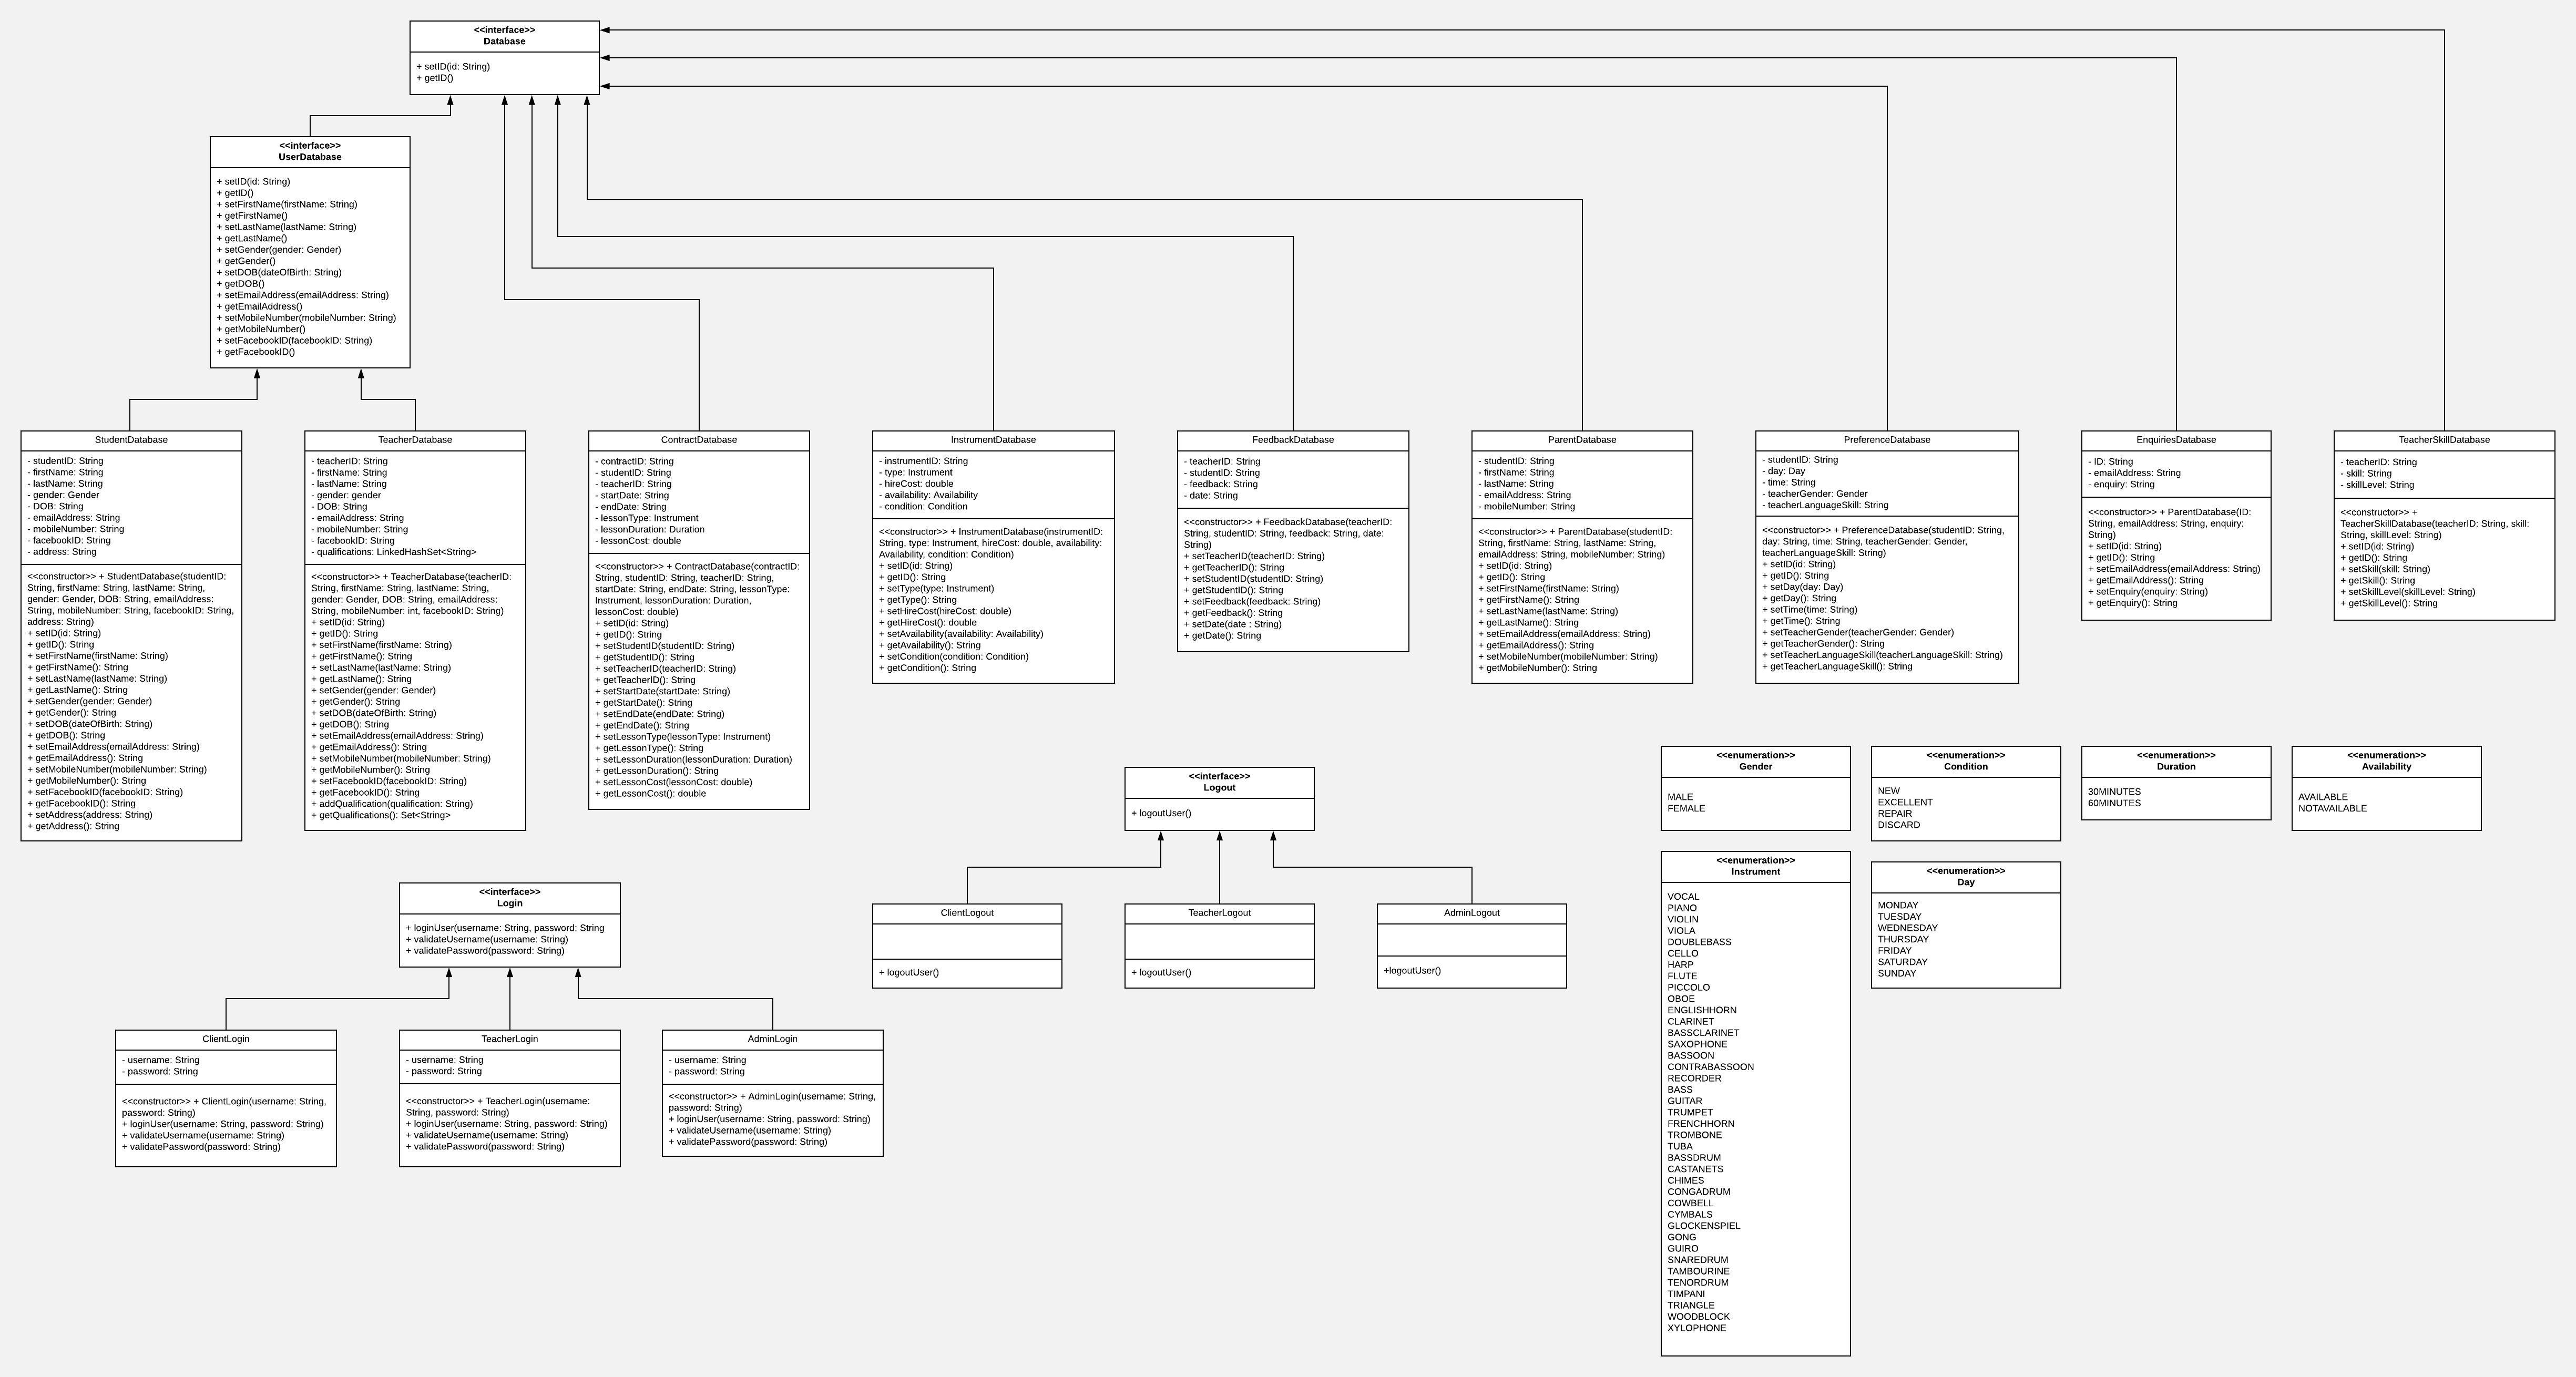 <<interface>>
Database
+ setID(id: String)
+ getID()
<<interface>>
UserDatabase
+ setID(id: String)
+ getID()
+ setFirstName(firstName: String)
+ getFirstName()
+ setLastName(lastName: String)
+ getLastName()
+ setGender(gender: Gender)
+ getGender()
+ setDOB(dateOfBirth: String)
+ getDOB()
+ setEmailAddress(emailAddress: String)
+ getEmailAddress()
+ setMobileNumber(mobileNumber: String)
+ getMobileNumber()
+ setFacebookID(facebookID: String)
+ getFacebookID()
StudentDatabase
- studentID: String
- firstName: String
- lastName: String
- gender: Gender
- DOB: String
- emailAddress: String
- mobileNumber: String
- facebookID: String
- address: String
<<constructor>> + StudentDatabase(studentID:
String, firstName: String, lastName: String,
gender: Gender, DOB: String, emailAddress:
String, mobileNumber: String, facebookID: String,
address: String)
+ setID(id: String)
+ getID(): String
+ setFirstName(firstName: String)
+ getFirstName(): String
+ setLastName(lastName: String)
+ getLastName(): String
+ setGender(gender: Gender)
+ getGender(): String
+ setDOB(dateOfBirth: String)
+ getDOB(): String
+ setEmailAddress(emailAddress: String)
+ getEmailAddress(): String
+ setMobileNumber(mobileNumber: String)
+ getMobileNumber(): String
+ setFacebookID(facebookID: String)
+ getFacebookID(): String
+ setAddress(address: String)
+ getAddress(): String
TeacherDatabase
- teacherID: String
- firstName: String
- lastName: String
- gender: gender
- DOB: String
- emailAddress: String
- mobileNumber: String
- facebookID: String
- qualifications: LinkedHashSet<String>
<<constructor>> + TeacherDatabase(teacherID:
String, firstName: String, lastName: String,
gender: Gender, DOB: String, emailAddress:
String, mobileNumber: int, facebookID: String)
+ setID(id: String)
+ getID(): String
+ setFirstName(firstName: String)
+ getFirstName(): String
+ setLastName(lastName: String)
+ getLastName(): String
+ setGender(gender: Gender)
+ getGender(): String
+ setDOB(dateOfBirth: String)
+ getDOB(): String
+ setEmailAddress(emailAddress: String)
+ getEmailAddress(): String
+ setMobileNumber(mobileNumber: String)
+ getMobileNumber(): String
+ setFacebookID(facebookID: String)
+ getFacebookID(): String
+ addQualification(qualification: String)
+ getQualifications(): Set<String>
ContractDatabase
- contractID: String
- studentID: String
- teacherID: String
- startDate: String
- endDate: String
- lessonType: Instrument
- lessonDuration: Duration
- lessonCost: double
<<constructor>> + ContractDatabase(contractID:
String, studentID: String, teacherID: String,
startDate: String, endDate: String, lessonType:
Instrument, lessonDuration: Duration,
lessonCost: double)
+ setID(id: String)
+ getID(): String
+ setStudentID(studentID: String)
+ getStudentID(): String
+ setTeacherID(teacherID: String)
+ getTeacherID(): String
+ setStartDate(startDate: String)
+ getStartDate(): String
+ setEndDate(endDate: String)
+ getEndDate(): String
+ setLessonType(lessonType: Instrument)
+ getLessonType(): String
+ setLessonDuration(lessonDuration: Duration)
+ getLessonDuration(): String
+ setLessonCost(lessonCost: double)
+ getLessonCost(): double
InstrumentDatabase
- instrumentID: String
- type: Instrument
- hireCost: double
- availability: Availability
- condition: Condition
<<constructor>> + InstrumentDatabase(instrumentID:
String, type: Instrument, hireCost: double, availability:
Availability, condition: Condition)
+ setID(id: String)
+ getID(): String
+ setType(type: Instrument)
+ getType(): String
+ setHireCost(hireCost: double)
+ getHireCost(): double
+ setAvailability(availability: Availability)
+ getAvailability(): String
+ setCondition(condition: Condition)
+ getCondition(): String
FeedbackDatabase
- teacherID: String
- studentID: String
- feedback: String
- date: String
<<constructor>> + FeedbackDatabase(teacherID:
String, studentID: String, feedback: String, date:
String)
+ setTeacherID(teacherID: String)
+ getTeacherID(): String
+ setStudentID(studentID: String)
+ getStudentID(): String
+ setFeedback(feedback: String)
+ getFeedback(): String
+ setDate(date : String)
+ getDate(): String
ParentDatabase
- studentID: String
- firstName: String
- lastName: String
- emailAddress: String
- mobileNumber: String
<<constructor>> + ParentDatabase(studentID:
String, firstName: String, lastName: String,
emailAddress: String, mobileNumber: String)
+ setID(id: String)
+ getID(): String
+ setFirstName(firstName: String)
+ getFirstName(): String
+ setLastName(lastName: String)
+ getLastName(): String
+ setEmailAddress(emailAddress: String)
+ getEmailAddress(): String
+ setMobileNumber(mobileNumber: String)
+ getMobileNumber(): String
PreferenceDatabase
- studentID: String
- day: Day
- time: String
- teacherGender: Gender
- teacherLanguageSkill: String
<<constructor>> + PreferenceDatabase(studentID: String,
day: String, time: String, teacherGender: Gender,
teacherLanguageSkill: String)
+ setID(id: String)
+ getID(): String
+ setDay(day: Day)
+ getDay(): String
+ setTime(time: String)
+ getTime(): String
+ setTeacherGender(teacherGender: Gender)
+ getTeacherGender(): String
+ setTeacherLanguageSkill(teacherLanguageSkill: String)
+ getTeacherLanguageSkill(): String
EnquiriesDatabase
- ID: String
- emailAddress: String
- enquiry: String
<<constructor>> + ParentDatabase(ID:
String, emailAddress: String, enquiry:
String)
+ setID(id: String)
+ getID(): String
+ setEmailAddress(emailAddress: String)
+ getEmailAddress(): String
+ setEnquiry(enquiry: String)
+ getEnquiry(): String
TeacherSkillDatabase
- teacherID: String
- skill: String
- skillLevel: String
<<constructor>> +
TeacherSkillDatabase(teacherID: String, skill:
String, skillLevel: String)
+ setID(id: String)
+ getID(): String
+ setSkill(skill: String)
+ getSkill(): String
+ setSkillLevel(skillLevel: String)
+ getSkillLevel(): String
<<interface>>
Login
+ loginUser(username: String, password: String
+ validateUsername(username: String)
+ validatePassword(password: String)
ClientLogin
- username: String
- password: String
<<constructor>> + ClientLogin(username: String,
password: String)
+ loginUser(username: String, password: String)
+ validateUsername(username: String)
+ validatePassword(password: String)
TeacherLogin
- username: String
- password: String
<<constructor>> + TeacherLogin(username:
String, password: String)
+ loginUser(username: String, password: String)
+ validateUsername(username: String)
+ validatePassword(password: String)
AdminLogin
- username: String
- password: String
<<constructor>> + AdminLogin(username: String,
password: String)
+ loginUser(username: String, password: String)
+ validateUsername(username: String)
+ validatePassword(password: String)
<<interface>>
Logout
+ logoutUser()
ClientLogout
+ logoutUser()
TeacherLogout
+ logoutUser()
AdminLogout
+logoutUser()
<<enumeration>>
Gender
MALE
FEMALE
<<enumeration>>
Condition
NEW
EXCELLENT
REPAIR
DISCARD
<<enumeration>>
Duration
30MINUTES
60MINUTES
<<enumeration>>
Availability
AVAILABLE
NOTAVAILABLE
<<enumeration>>
Instrument
VOCAL
PIANO
VIOLIN
VIOLA
DOUBLEBASS
CELLO
HARP
FLUTE
PICCOLO
OBOE
ENGLISHHORN
CLARINET
BASSCLARINET
SAXOPHONE
BASSOON
CONTRABASSOON
RECORDER
BASS
GUITAR
TRUMPET
FRENCHHORN
TROMBONE
TUBA
BASSDRUM
CASTANETS
CHIMES
CONGADRUM
COWBELL
CYMBALS
GLOCKENSPIEL
GONG
GUIRO
SNAREDRUM
TAMBOURINE
TENORDRUM
TIMPANI
TRIANGLE
WOODBLOCK
XYLOPHONE
<<enumeration>>
Day
MONDAY
TUESDAY
WEDNESDAY
THURSDAY
FRIDAY
SATURDAY
SUNDAY